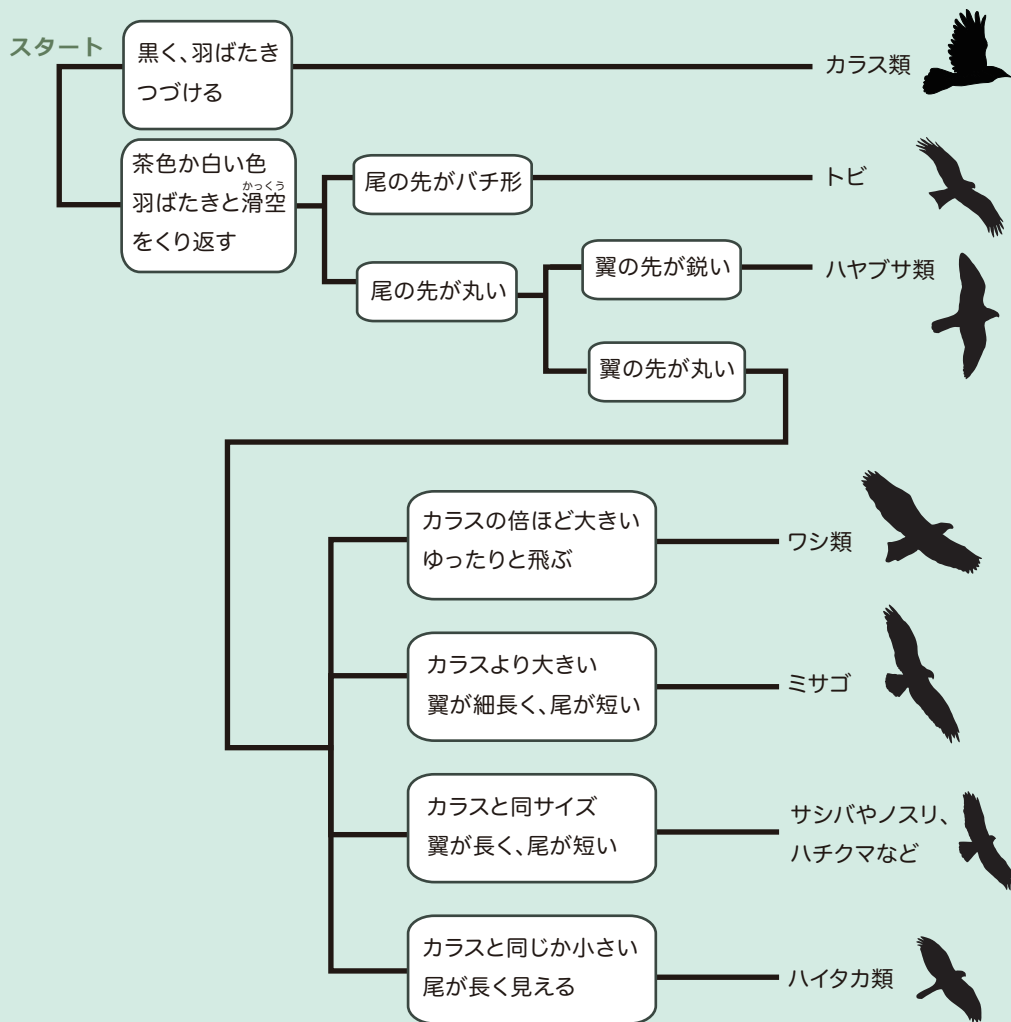 スタート
黒く、羽ばたき
つづける
カラス類
茶色か白い色
羽ばたきと滑空
かっくう
をくり返す
尾の先がバチ形
トビ
尾の先が丸い
翼の先が鋭い
ハヤブサ類
翼の先が丸い
カラスの倍ほど大きい
ゆったりと飛ぶ
ワシ類
カラスより大きい
翼が細長く、尾が短い
ミサゴ
カラスと同サイズ
翼が長く、尾が短い
サシバやノスリ、
ハチクマなど
カラスと同じか小さい
尾が長く見える
ハイタカ類